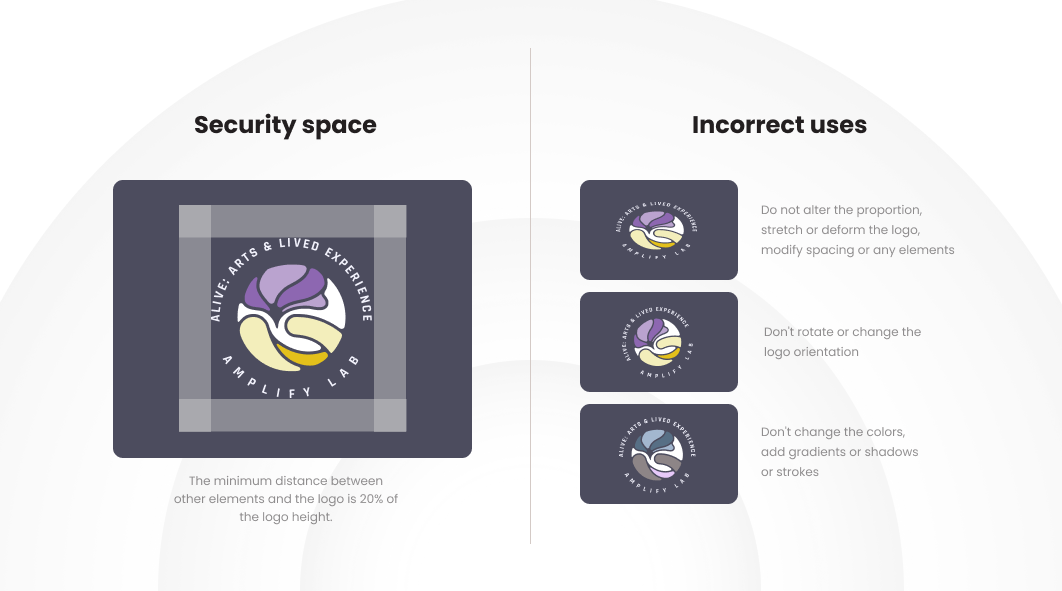 Security space
ALIVE: ARTS & LIVED EXPERIENCE
AMPLIFY LAB
The minimum distance between
other elements and the logo is 20% of
the logo height.
Incorrect uses
ALIVE: ARTS & LIVED EXPERIENCE
AMPLIFY LAB
Do not alter the proportion,
stretch or deform the logo,
modify spacing or any elements
ALIVE: ARTS & LIVED EXPERIENCE
AMPLIFY LAB
Don't rotate or change the
logo orientation
ALIVE: ARTS & LIVED EXPERIENCE
AMPLIFY LAB
Don't change the colors,
add gradients or shadows
or strokes